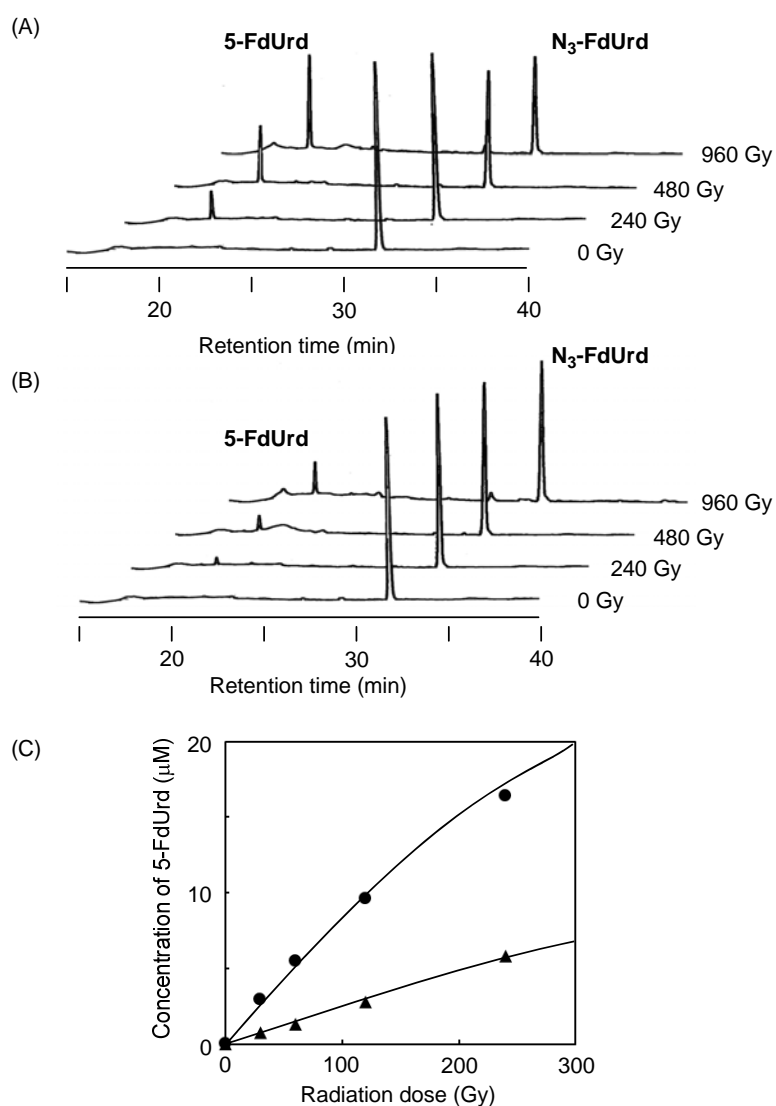 (A)
5-FdUrd N₃-FdUrd
960 Gy
480 Gy
240 Gy
0 Gy
20 30 40
Retention time (min)
(B)
N₃-FdUrd
5-FdUrd
960 Gy
480 Gy
240 Gy
0 Gy
20 30 40
Retention time (min)
(C)
Concentration of 5-FdUrd (μM)
20
10
0
0 100 200 300
Radiation dose (Gy)